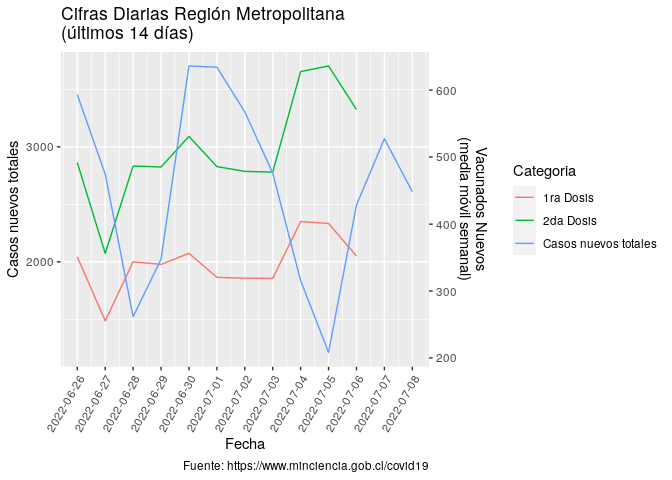 Cifras Diarias Región Metropolitana
(últimos 14 días)
Casos nuevos totales
3000
2000
600
500
400
300
200
Vacunados Nuevos
(media móvil semanal)
2022-06-26
2022-06-27
2022-06-28
2022-06-29
2022-06-30
2022-07-01
2022-07-02
2022-07-03
2022-07-04
2022-07-05
2022-07-06
2022-07-07
2022-07-08
Fecha
Categoria
1ra Dosis
2da Dosis
Casos nuevos totales
Fuente: https://www.minciencia.gob.cl/covid19